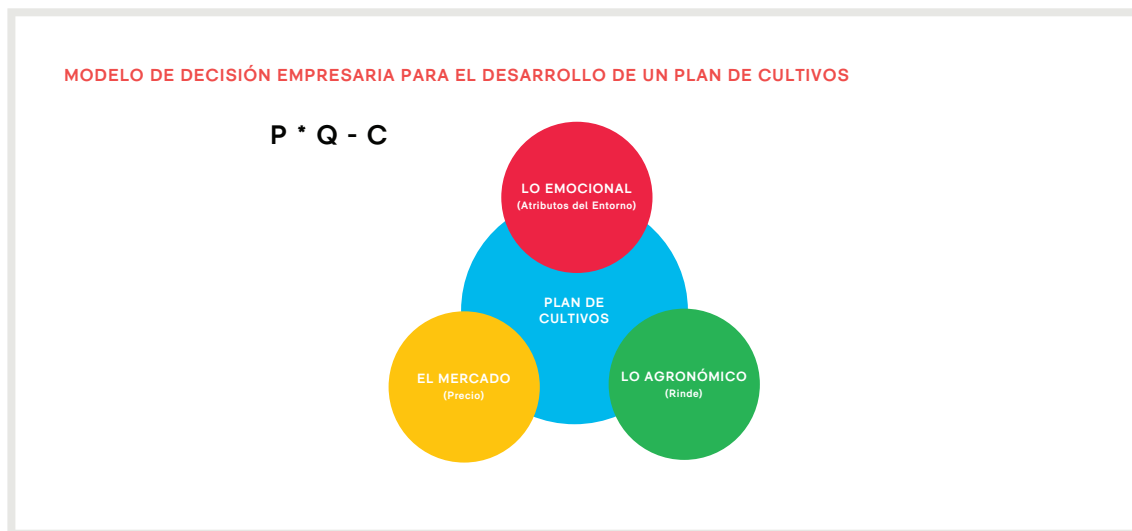 MODELO DE DECISIÓN EMPRESARIA PARA EL DESARROLLO DE UN PLAN DE CULTIVOS
P * Q - C
LO EMOCIONAL
(Atributos del Entorno)
PLAN DE
CULTIVOS
EL MERCADO
(Precio)
LO AGRONÓMICO
(Rinde)